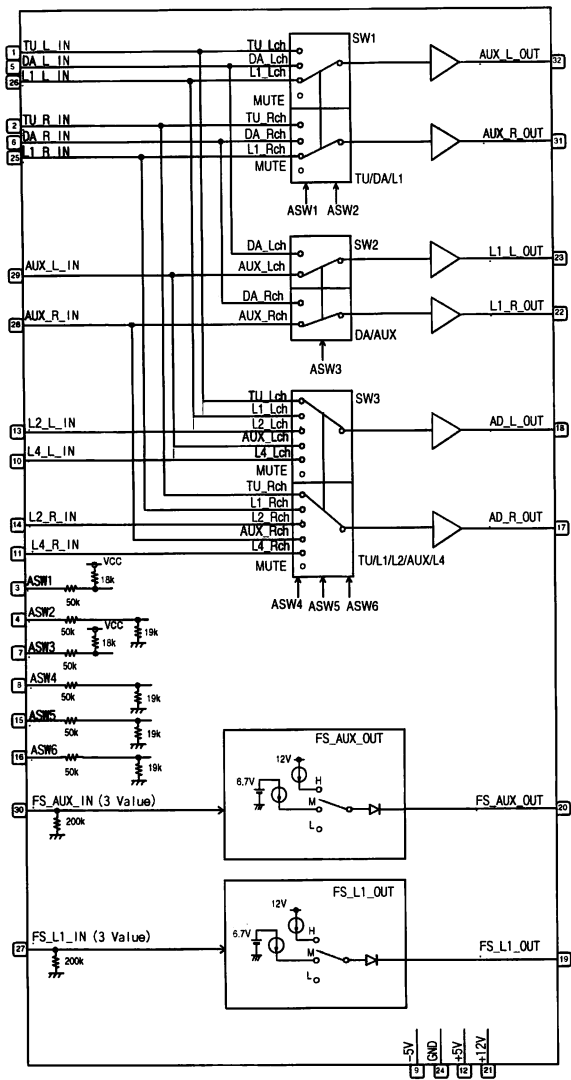 1 TU_L_IN TU_Lch SW1
5 DA_L_IN DA_Lch AUX_L_OUT 32
26 L1_L_IN L1_Lch
MUTE
2 TU_R_IN TU_Rch
6 DA_R_IN DA_Rch AUX_R_OUT 31
25 L1_R_IN L1_Rch
MUTE
TU/DA/L1
ASW1 ASW2
DA_Lch SW2
29 AUX_L_IN AUX_Lch L1_L_OUT 23
DA_Rch
28 AUX_R_IN AUX_Rch L1_R_OUT 22
DA/AUX
ASW3
TU_Lch SW3
L1_Lch
13 L2_L_IN L2_Lch AD_L_OUT 18
AUX_Lch
10 L4_L_IN L4_Lch
MUTE
TU_Rch
L1_Rch
14 L2_R_IN L2_Rch AD_R_OUT 17
AUX_Rch
11 L4_R_IN L4_Rch
TU/L1/L2/AUX/L4
MUTE
VCC
3 ASW1 18k
50k
ASW4 ASW5 ASW6
4 ASW2
50k VCC 19k
7 ASW3 18k
50k
8 ASW4
50k 19k
15 ASW5
50k 19k
16 ASW6
50k 19k
FS_AUX_OUT
12V
6.7V H
M
L
30 FS_AUX_IN (3 Value) FS_AUX_OUT 20
200k
FS_L1_OUT
12V
6.7V H
M
L
27 FS_L1_IN (3 Value) FS_L1_OUT 19
200k
-5V GND +5V +12V
9 24 12 21